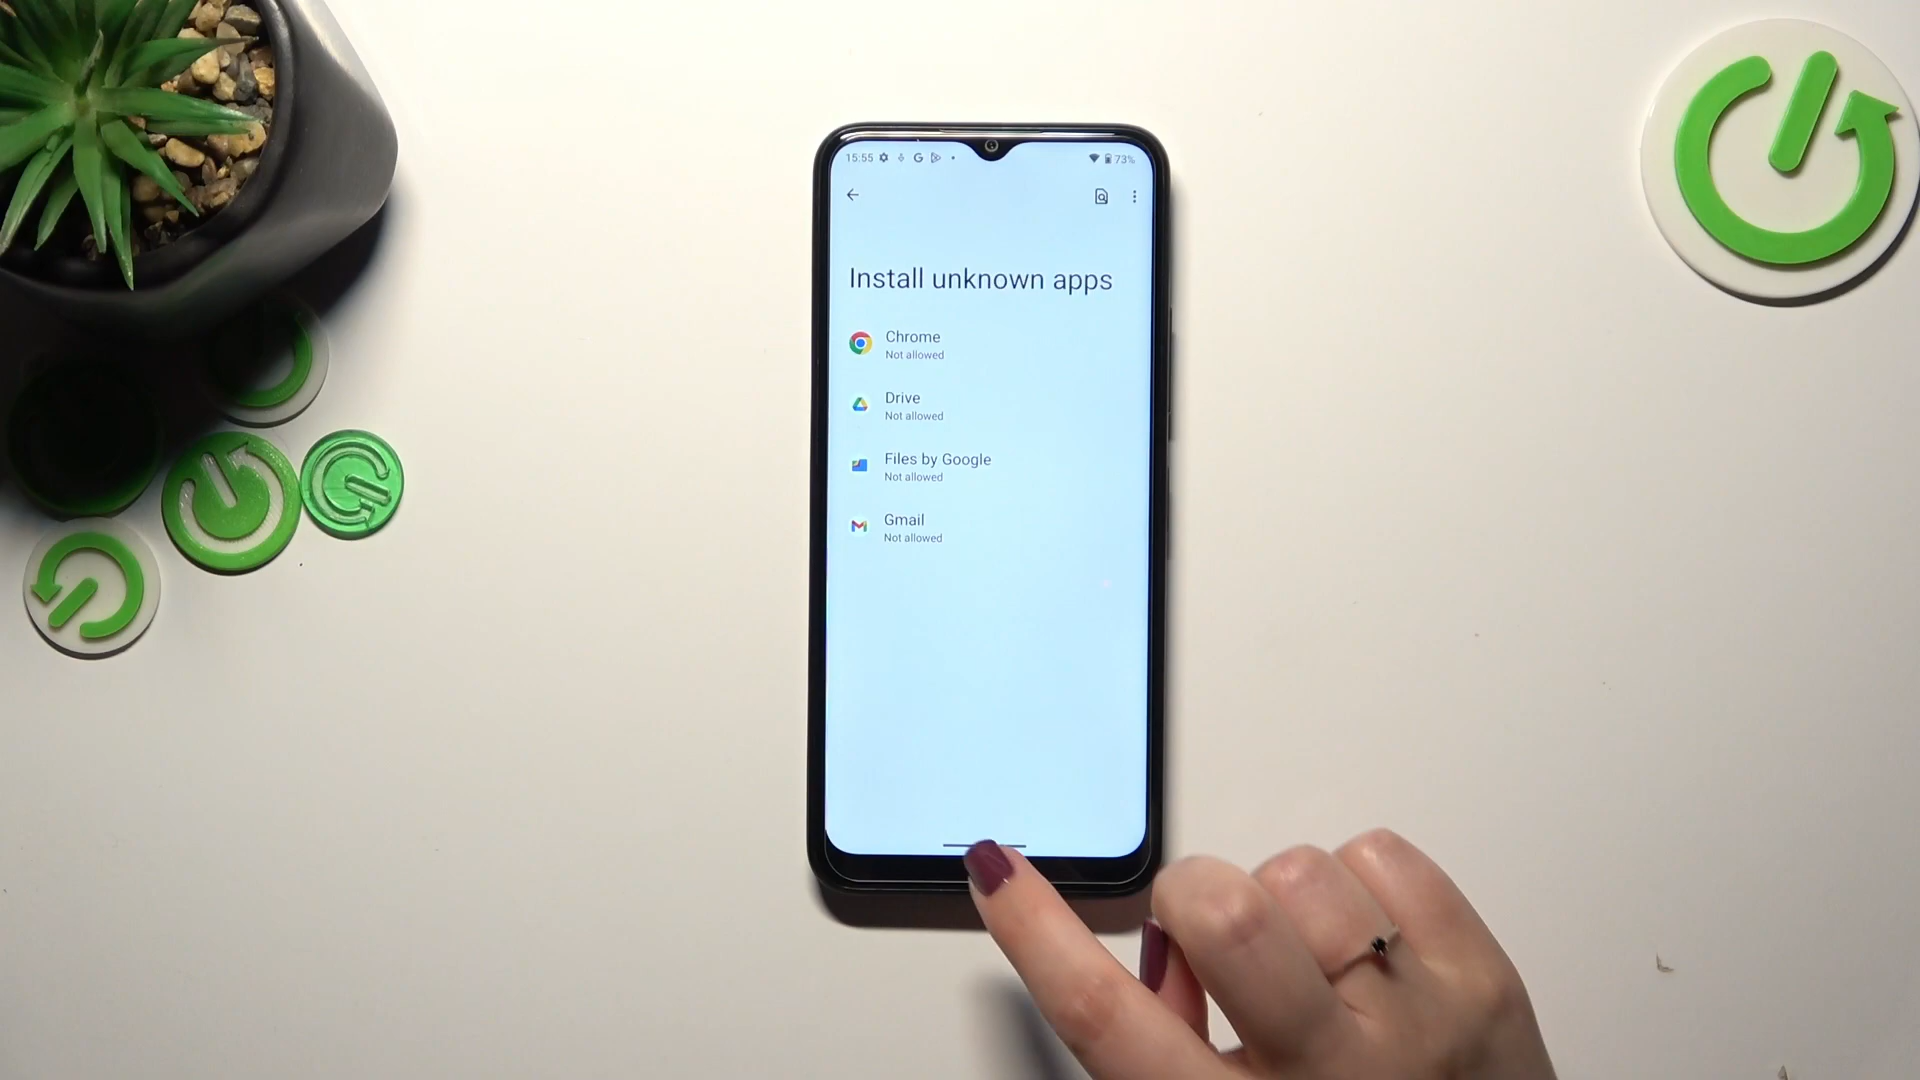 15:55 G 73%
Install unknown apps
Chrome
Not allowed
Drive
Not allowed
Files by Google
Not allowed
Gmail
Not allowed